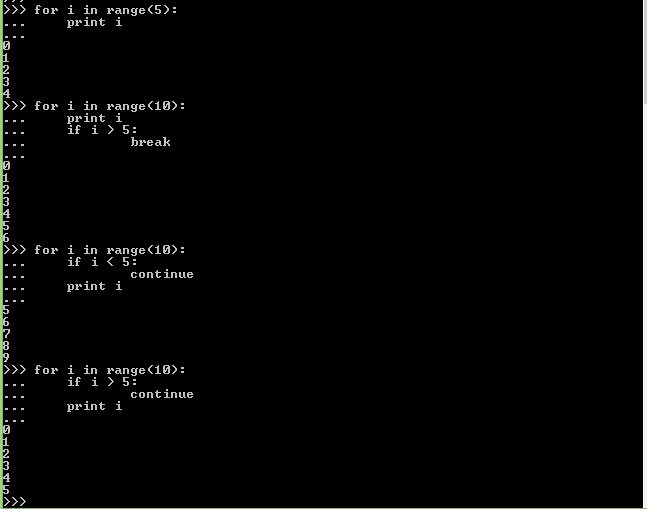 >>> for i in range(5):
...     print i
...
0
1
2
3
4
>>> for i in range(10):
...     print i
...     if i > 5:
...             break
...
0
1
2
3
4
5
6
>>> for i in range(10):
...     if i < 5:
...             continue
...     print i
...
5
6
7
8
9
>>> for i in range(10):
...     if i > 5:
...             continue
...     print i
...
0
1
2
3
4
5
>>>